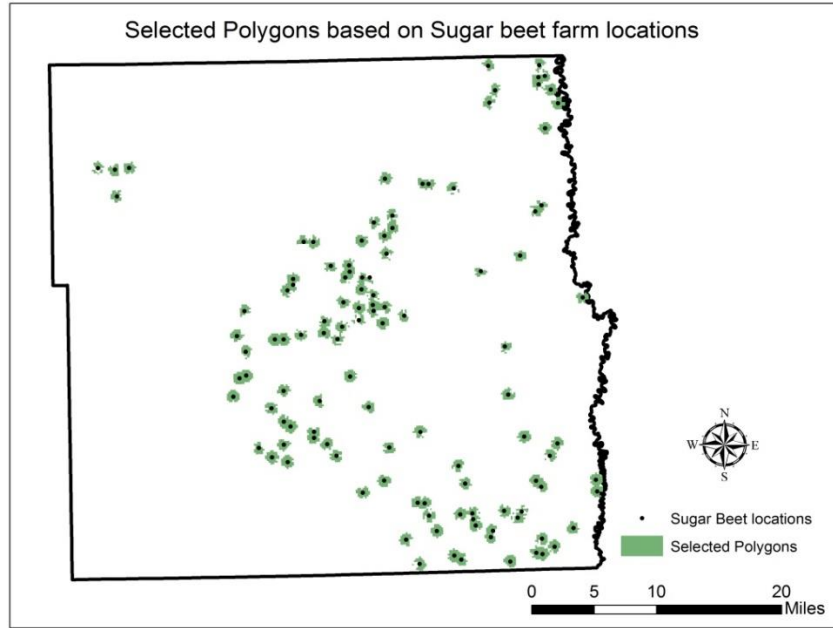 Selected Polygons based on Sugar beet farm locations
N
W E
S
Sugar Beet locations
Selected Polygons
0 5 10 20
Miles